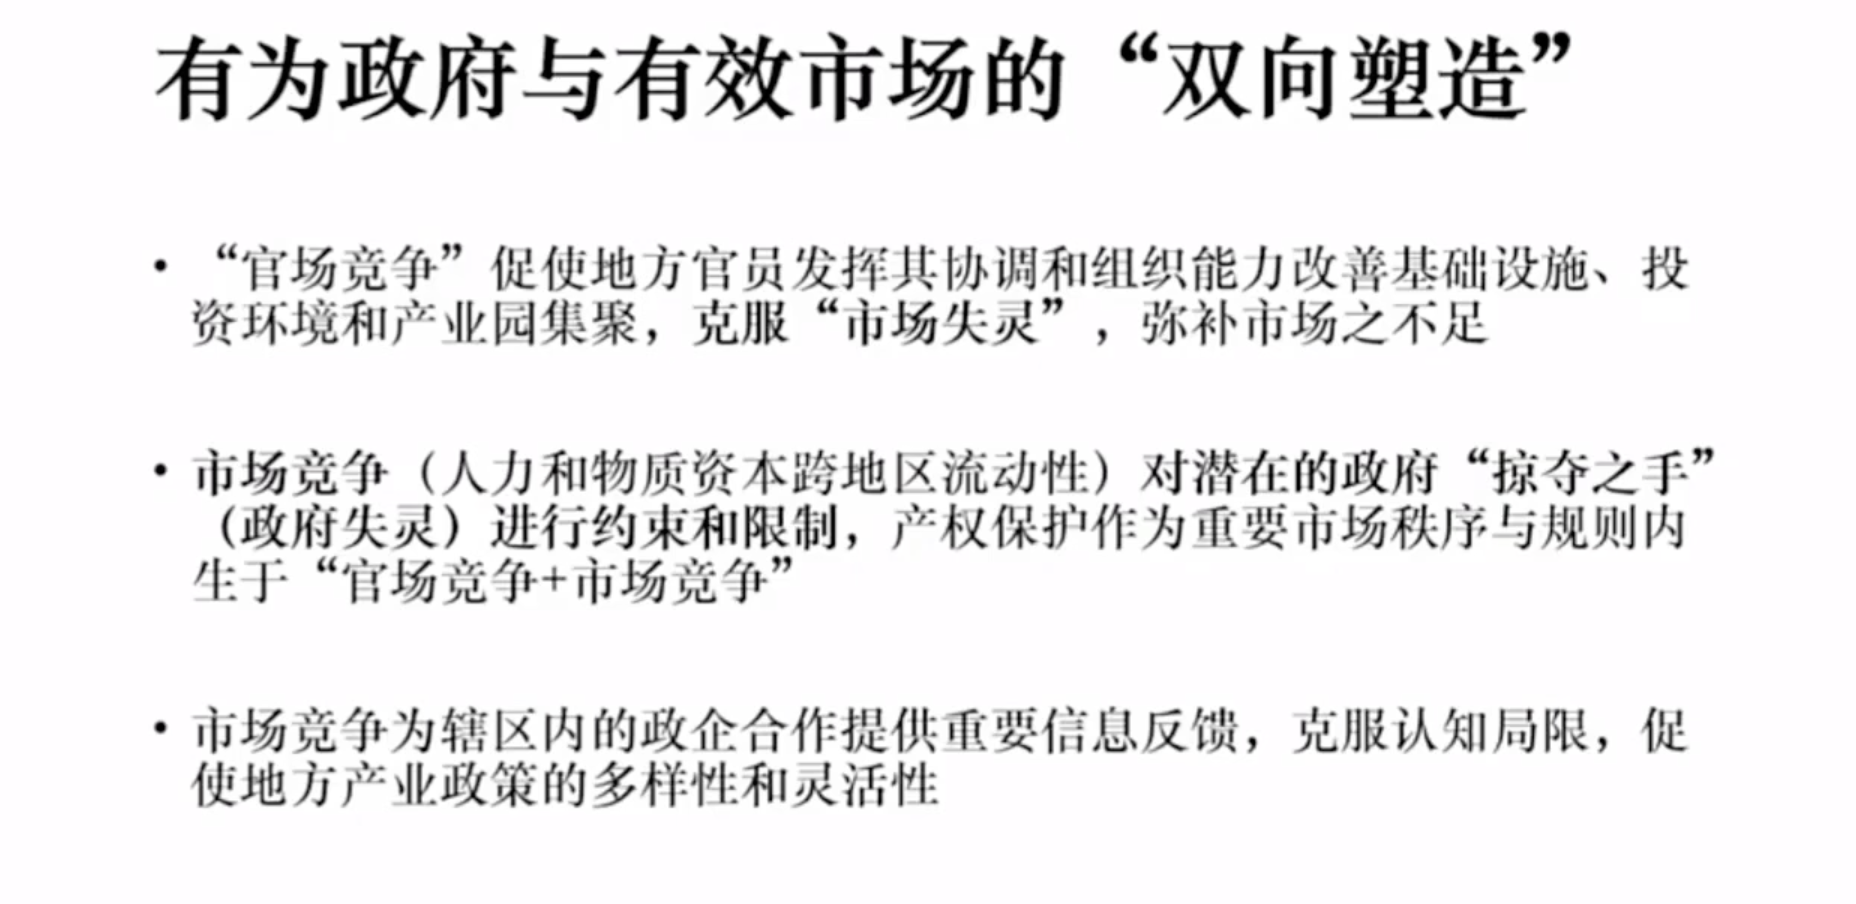 有为政府与有效市场的“双向塑造”
• “官场竞争”促使地方官员发挥其协调和组织能力改善基础设施、投
资环境和产业园集聚，克服“市场失灵”，弥补市场之不足
• 市场竞争（人力和物质资本跨地区流动性）对潜在的政府“掠夺之手”
（政府失灵）进行约束和限制，产权保护作为重要市场秩序与规则内
生于“官场竞争+市场竞争”
• 市场竞争为辖区内的政企合作提供重要信息反馈，克服认知局限，促
使地方产业政策的多样性和灵活性